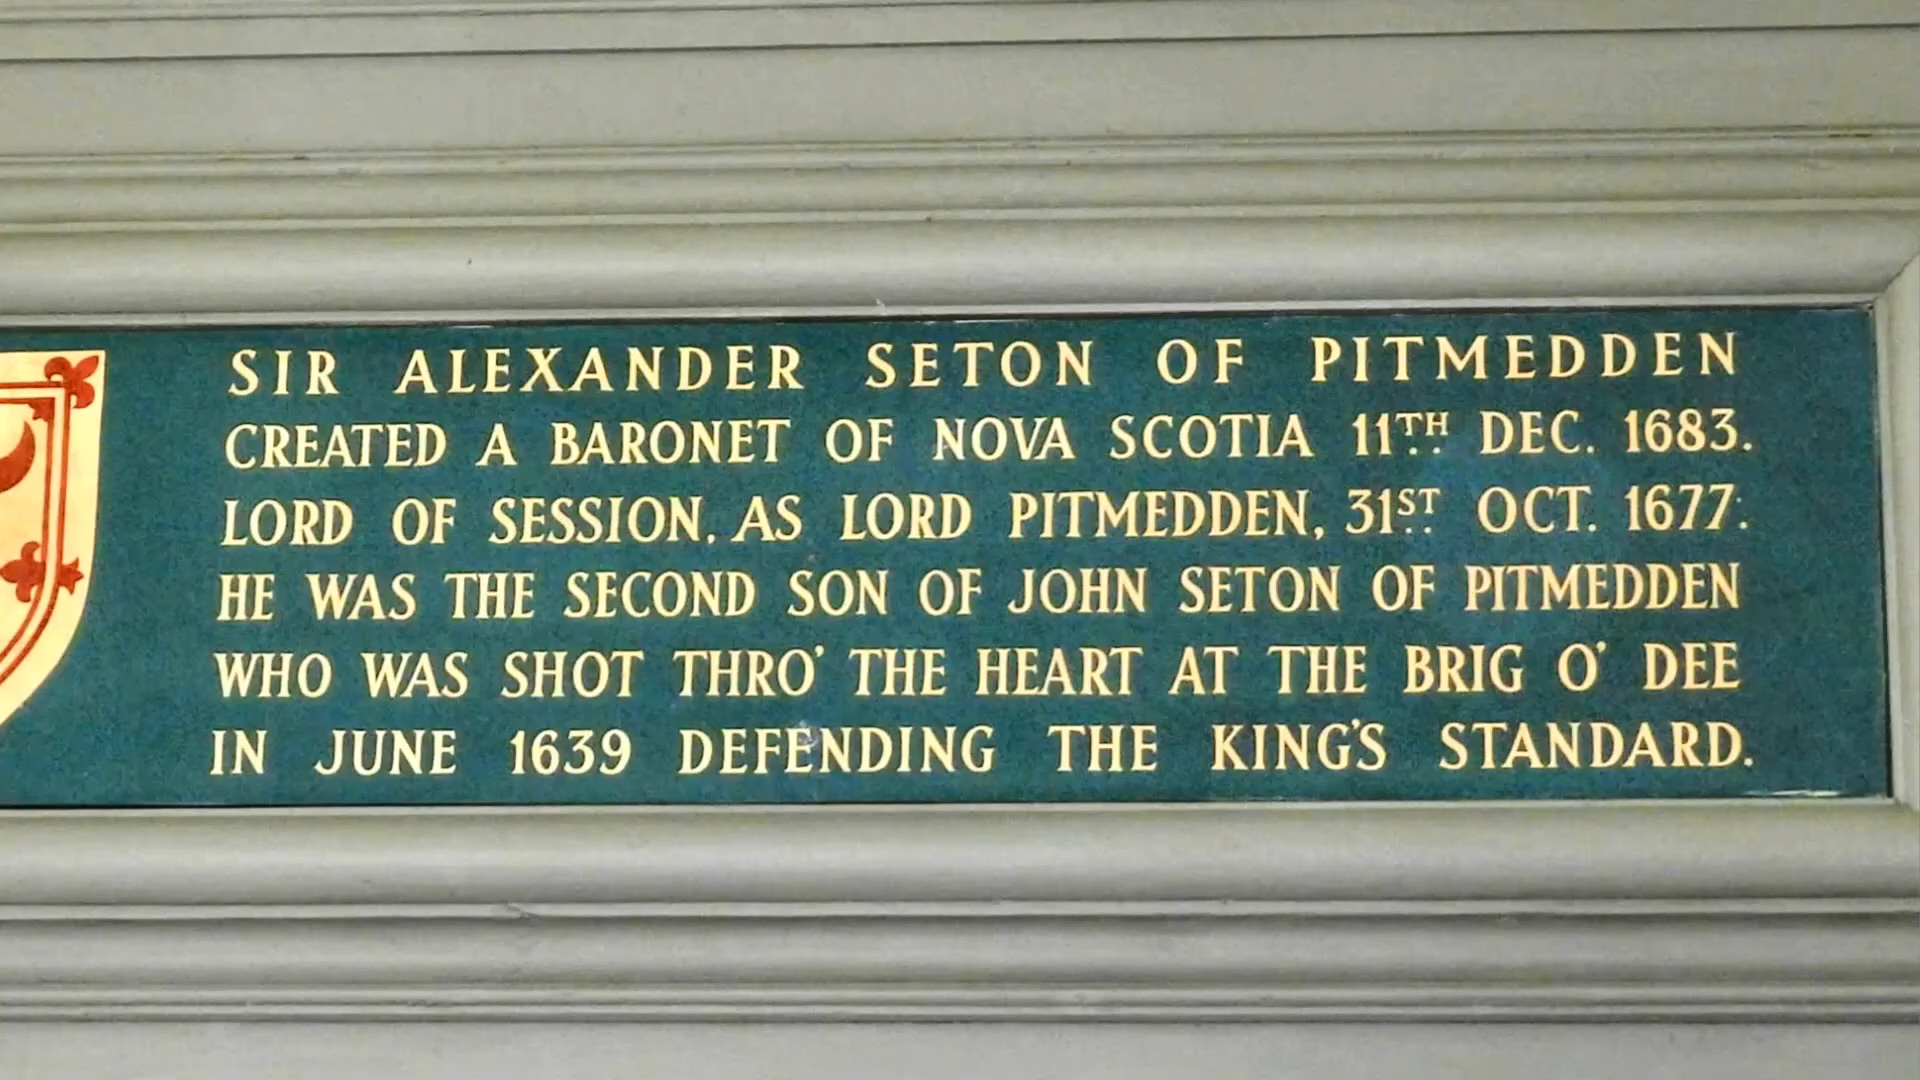 SIR ALEXANDER SETON OF PITMEDDEN
CREATED A BARONET OF NOVA SCOTIA 11TH DEC. 1683.
LORD OF SESSION, AS LORD PITMEDDEN, 31ST OCT. 1677.
HE WAS THE SECOND SON OF JOHN SETON OF PITMEDDEN
WHO WAS SHOT THRO' THE HEART AT THE BRIG O' DEE
IN JUNE 1639 DEFENDING THE KING'S STANDARD.